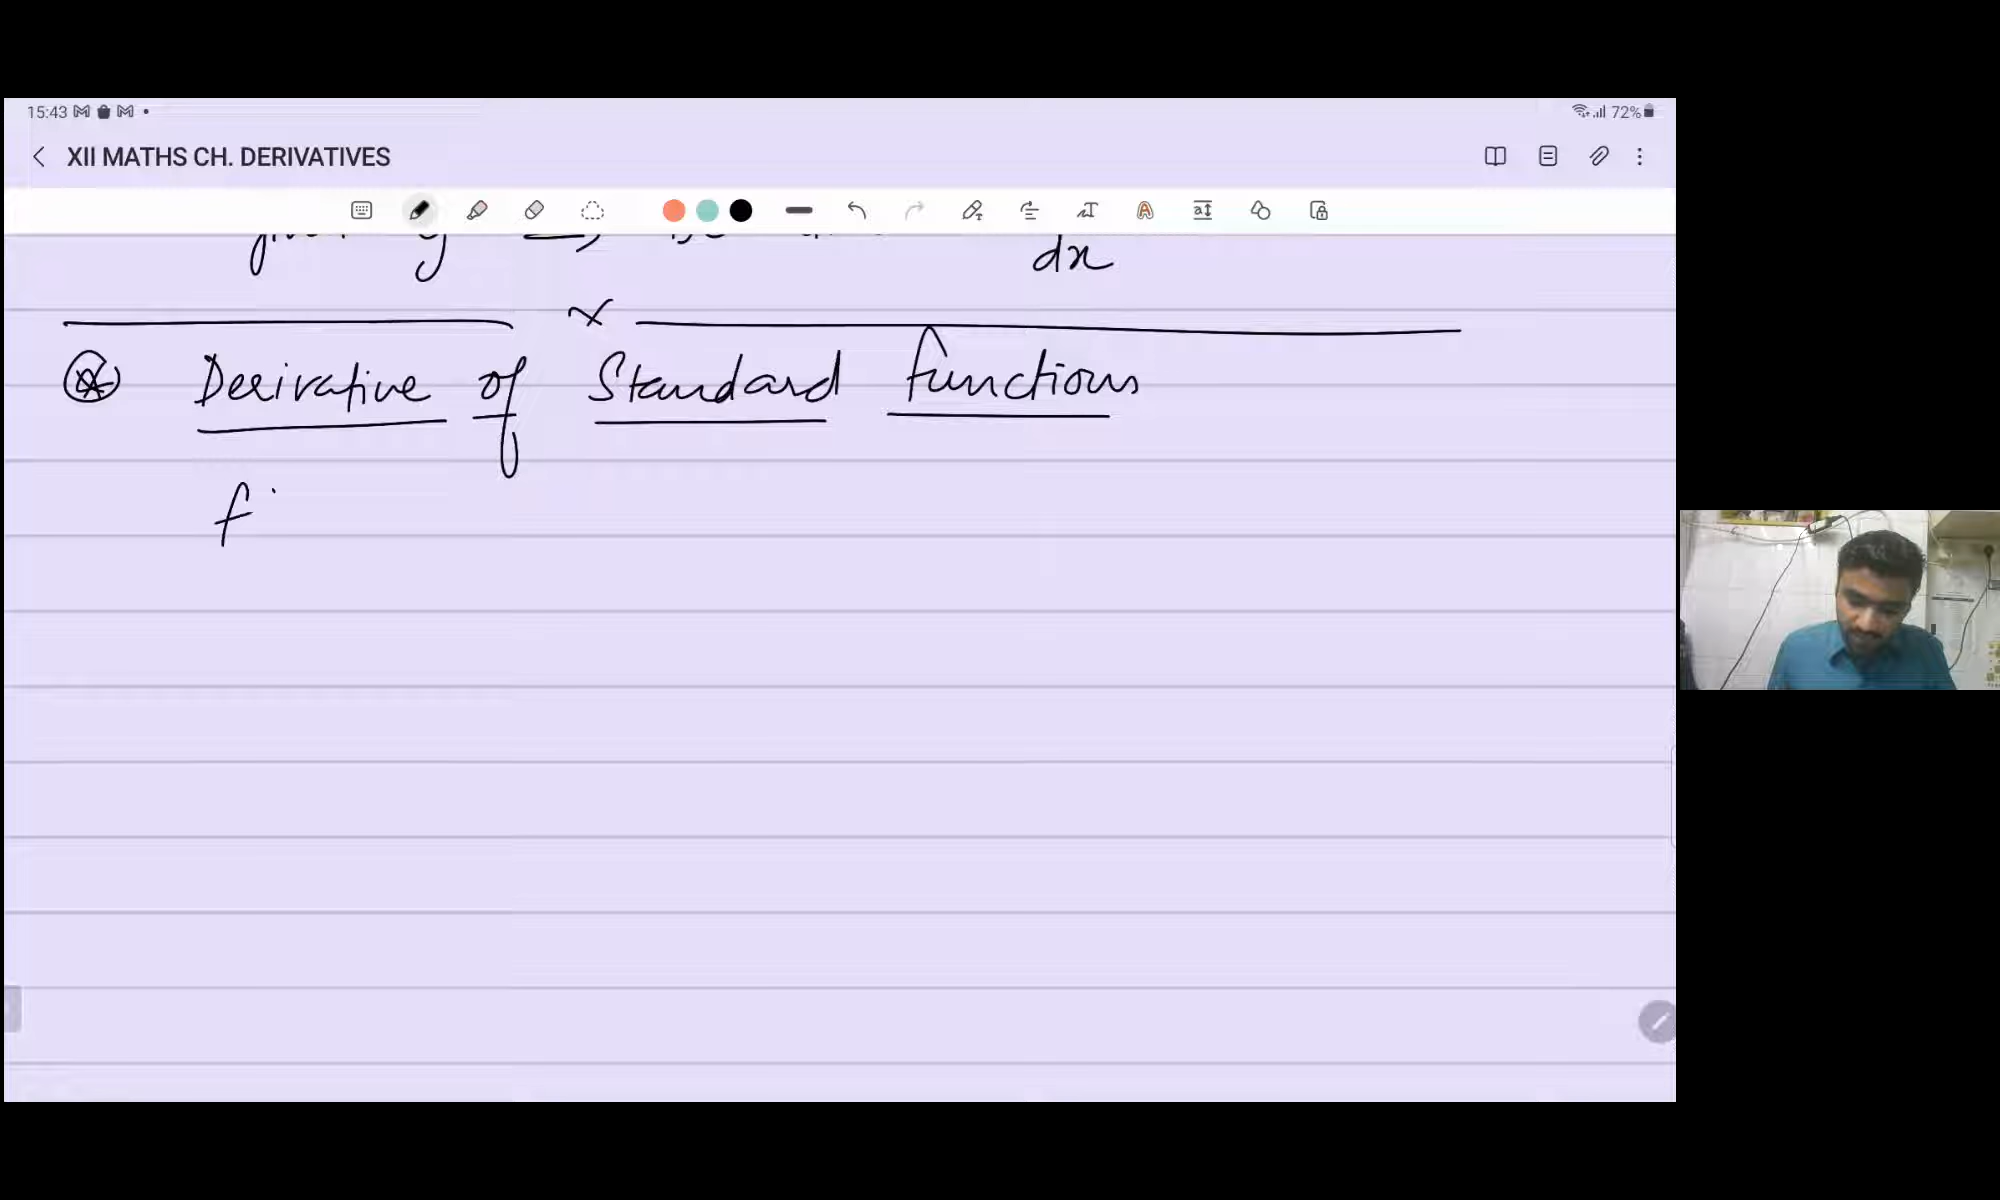 15:43
72%
XII MATHS CH. DERIVATIVES
dx
x
Derivative of Standard functions
f